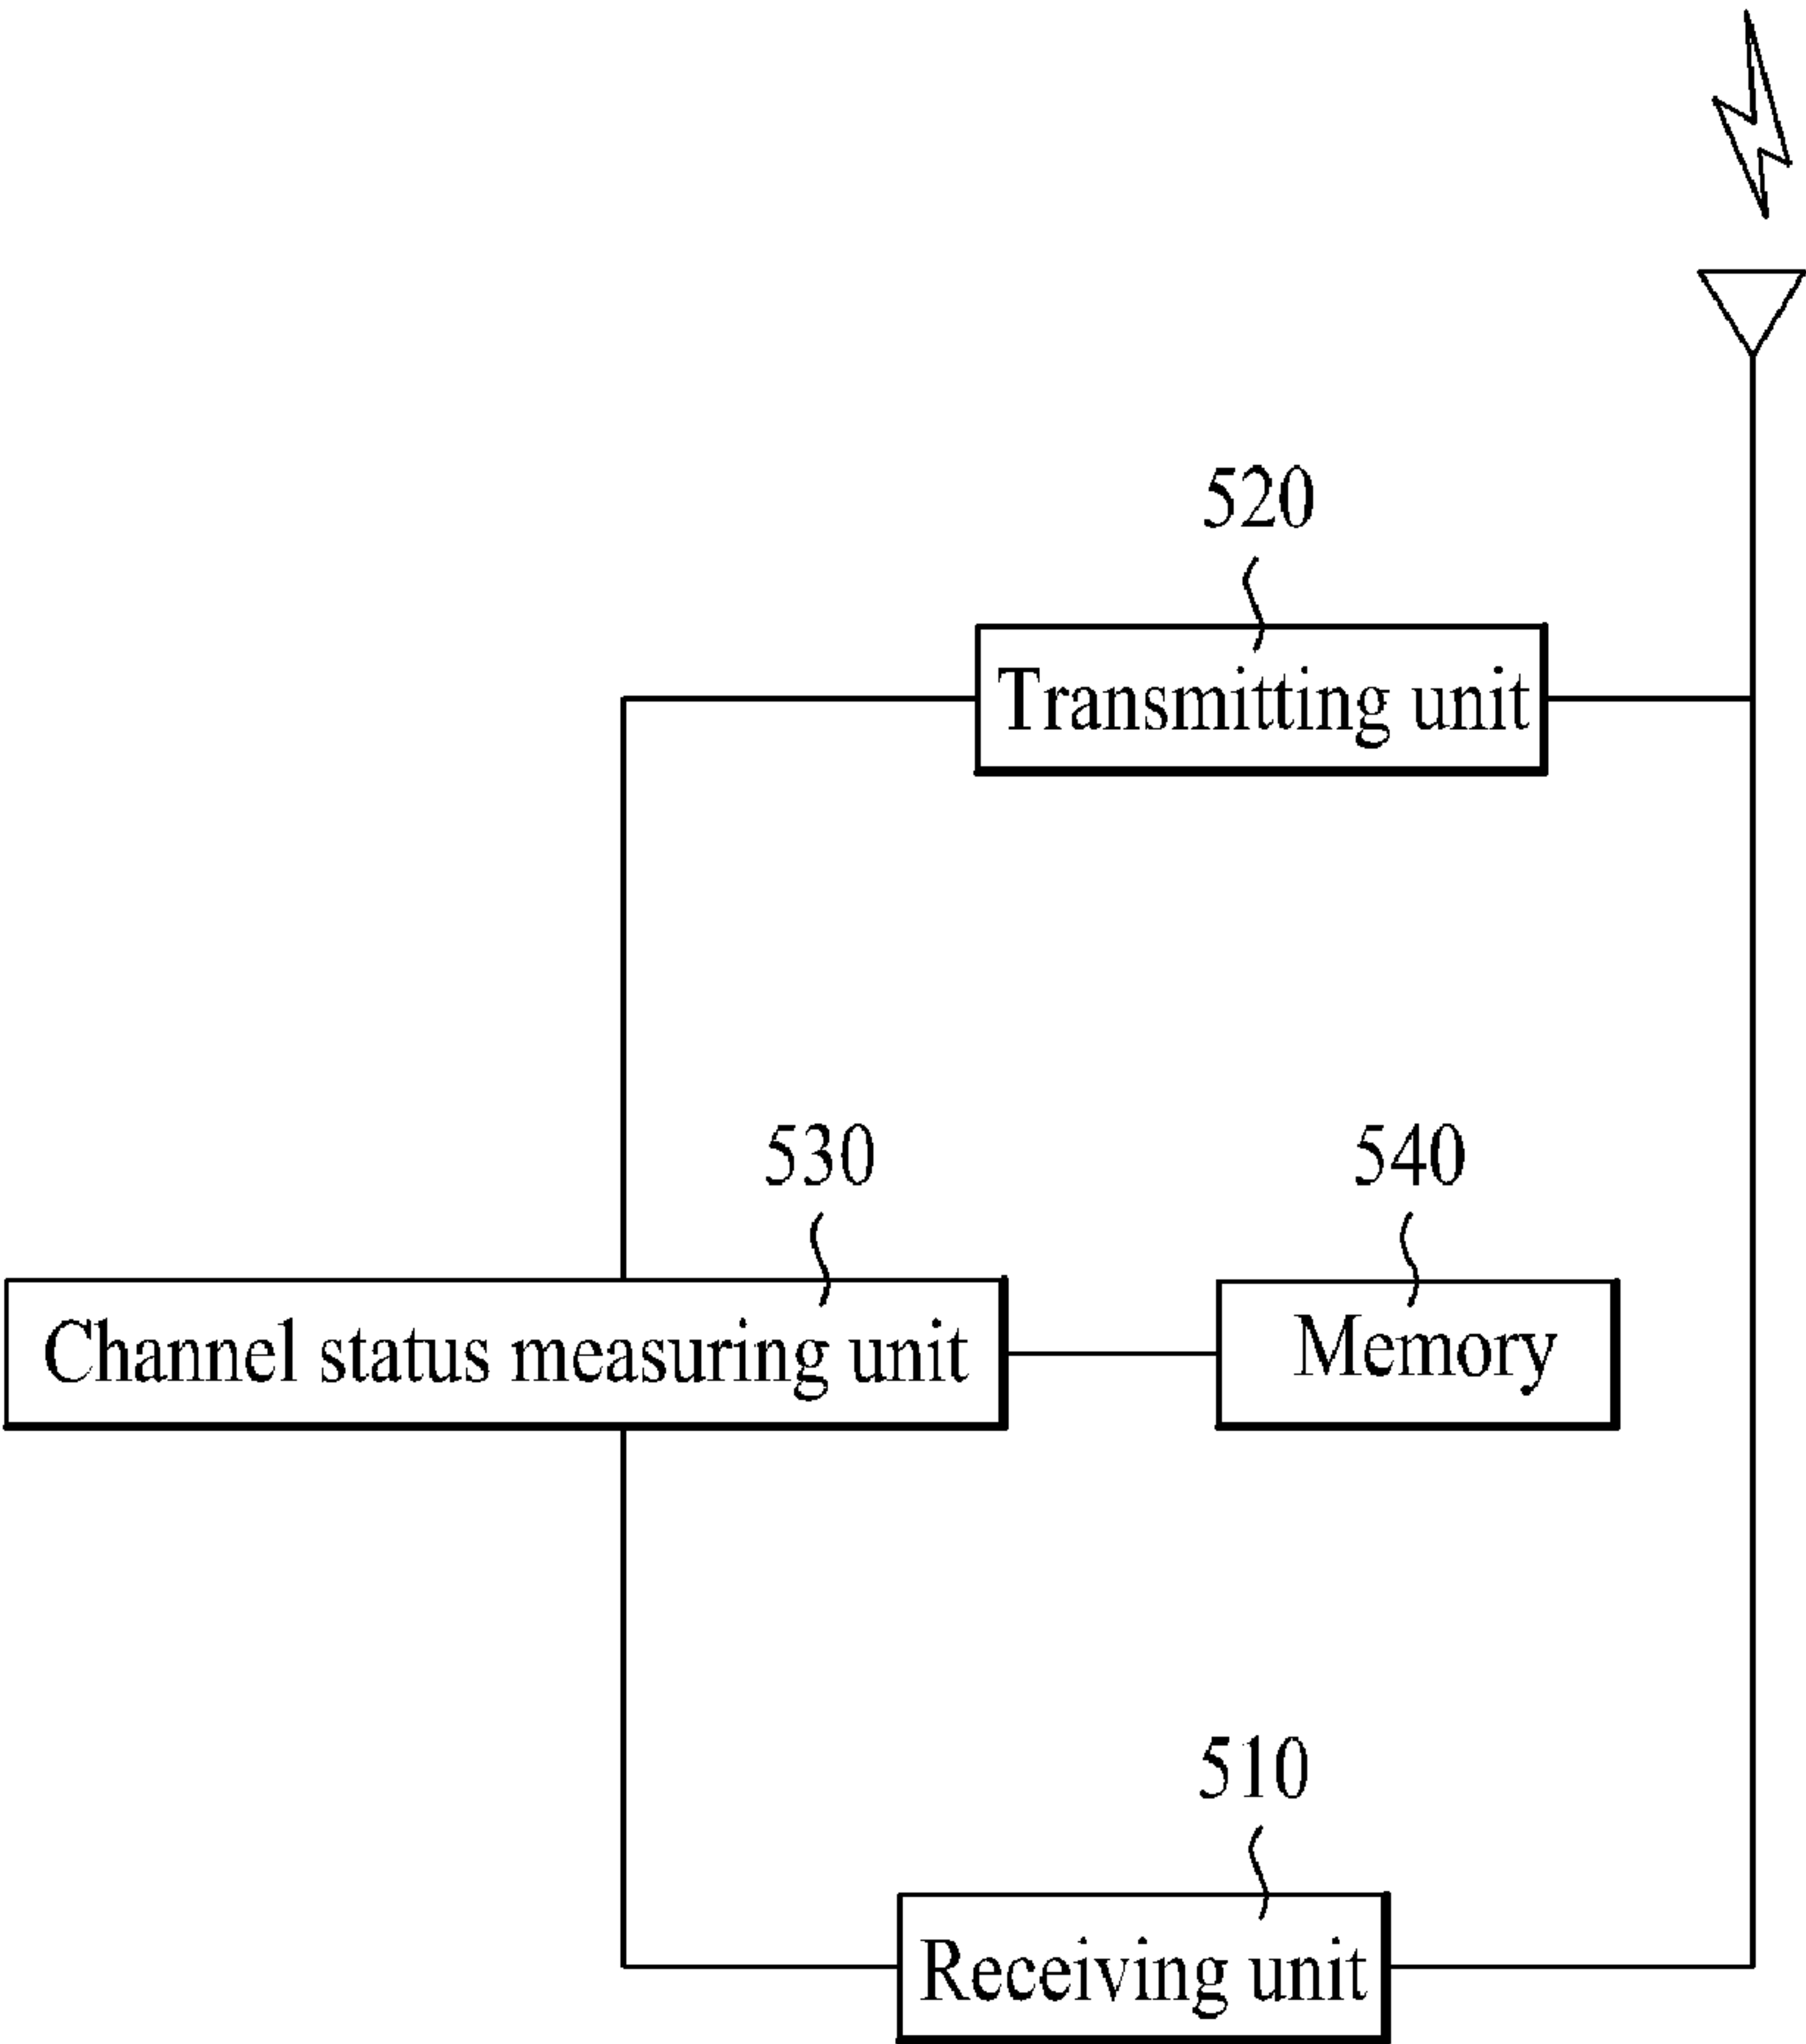 520
Transmitting unit
530
540
Channel status measuring unit
Memory
510
Receiving unit